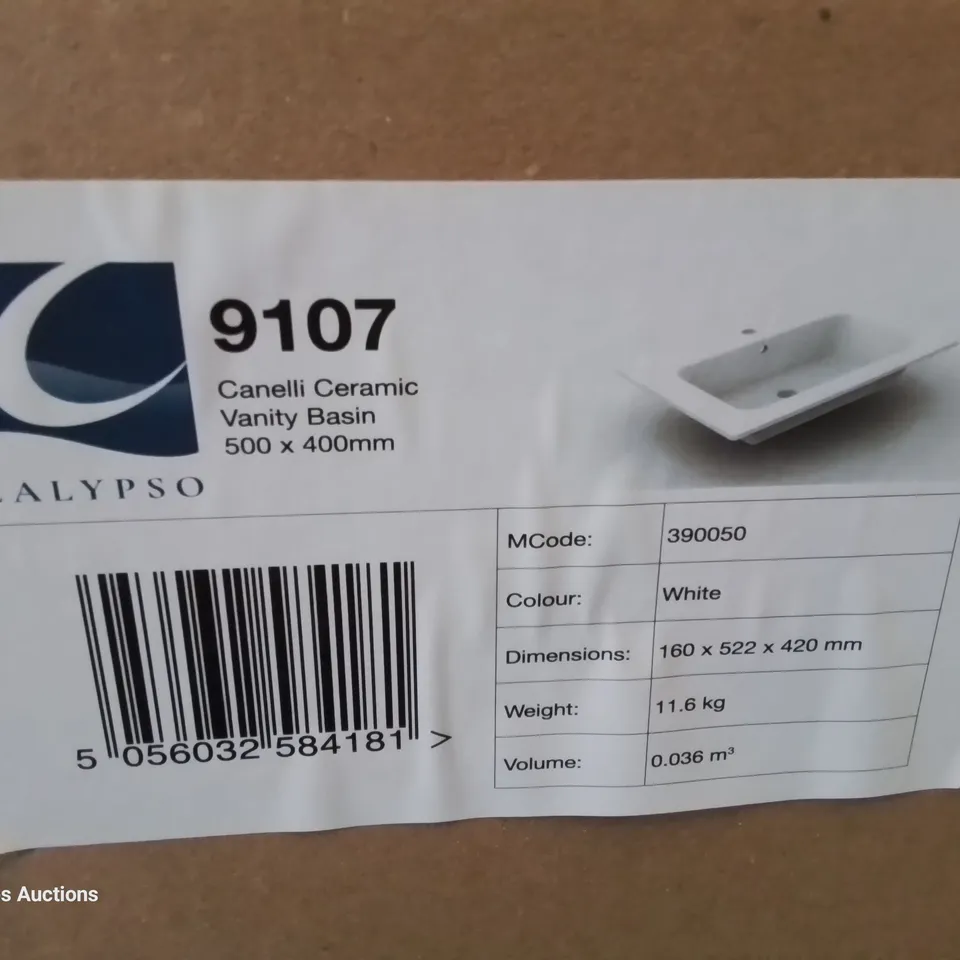 9107
Canelli Ceramic
Vanity Basin
500 x 400mm
ALYPSO
MCode: 390050
Colour: White
Dimensions: 160 x 522 x 420 mm
Weight: 11.6 kg
Volume: 0.036 m³
5 056032 584181 >
s Auctions